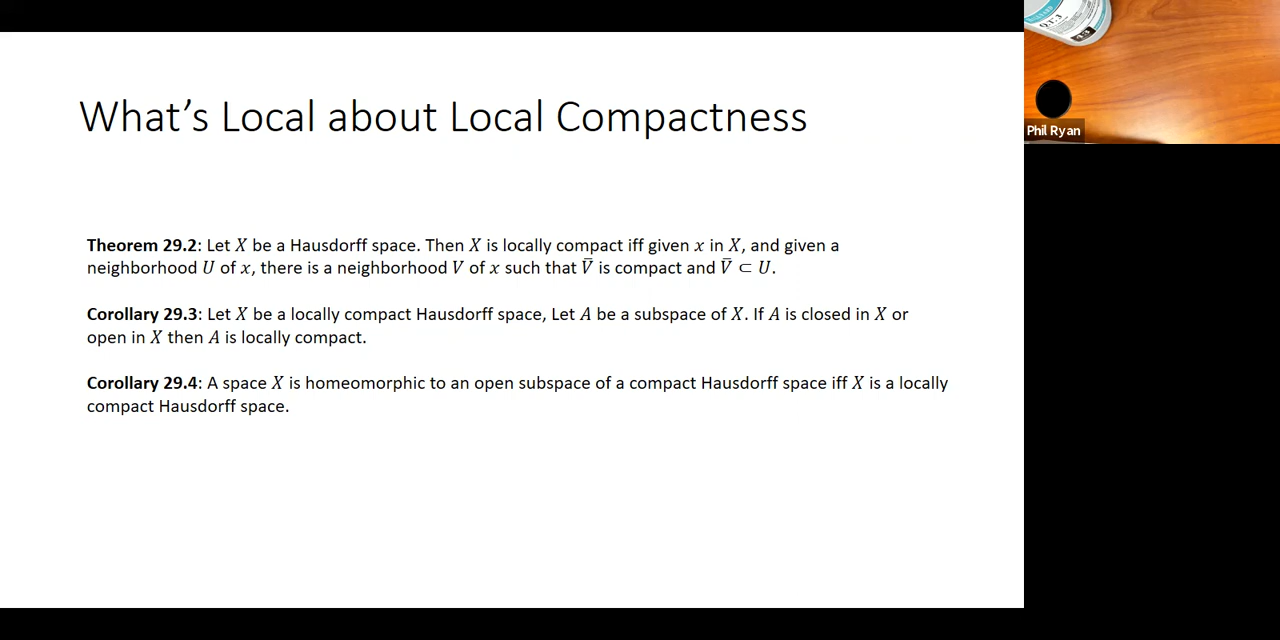 What's Local about Local Compactness
Theorem 29.2: Let X be a Hausdorff space. Then X is locally compact iff given x in X, and given a
neighborhood U of x, there is a neighborhood V of x such that V̄ is compact and V̄ ⊂ U.
Corollary 29.3: Let X be a locally compact Hausdorff space, Let A be a subspace of X. If A is closed in X or
open in X then A is locally compact.
Corollary 29.4: A space X is homeomorphic to an open subspace of a compact Hausdorff space iff X is a locally
compact Hausdorff space.
Phil Ryan